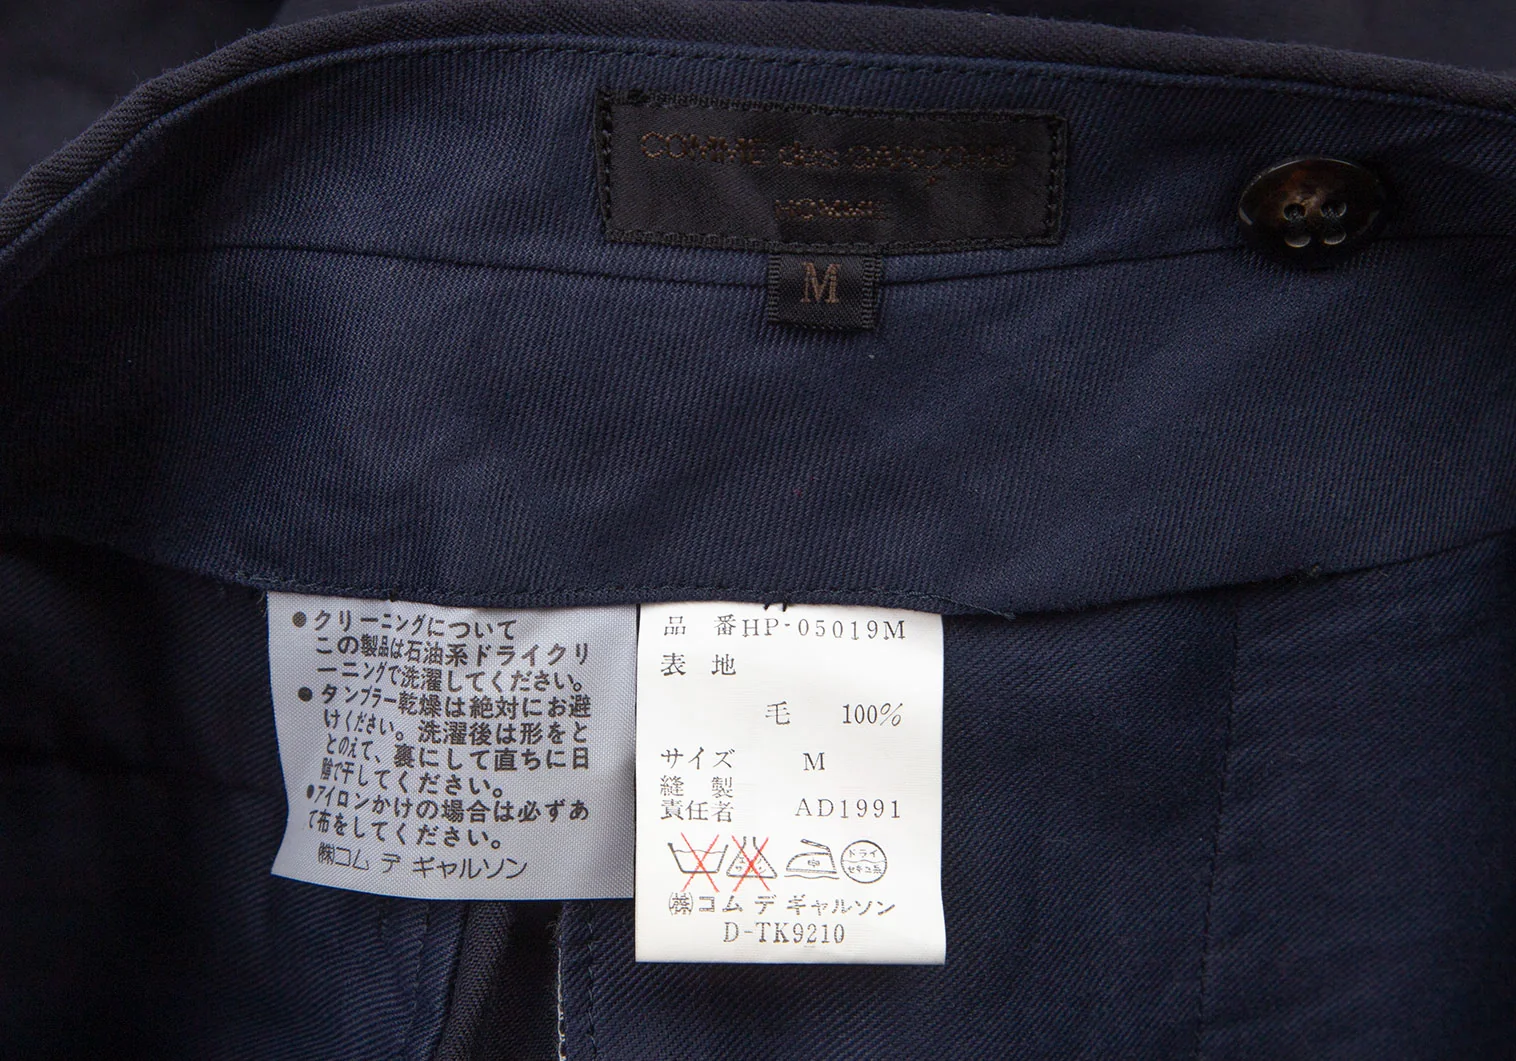 COMME des GARÇONS
HOMME
M
● クリーニングについて
この製品は石油系ドライクリ
ーニングで洗濯してください。
● タンブラー乾燥は絶対にお避
けください。洗濯後は形をと
とのえて、裏にして直ちに日
陰で干してください。
●アイロンかけの場合は必ずあ
て布をしてください。
㈱コム デ ギャルソン
品 番HP-05019M
表 地
毛 100%
サイズ M
縫 製
責任者 AD1991
ドライ
セキユ系
㈱コム デ ギャルソン
D-TK9210